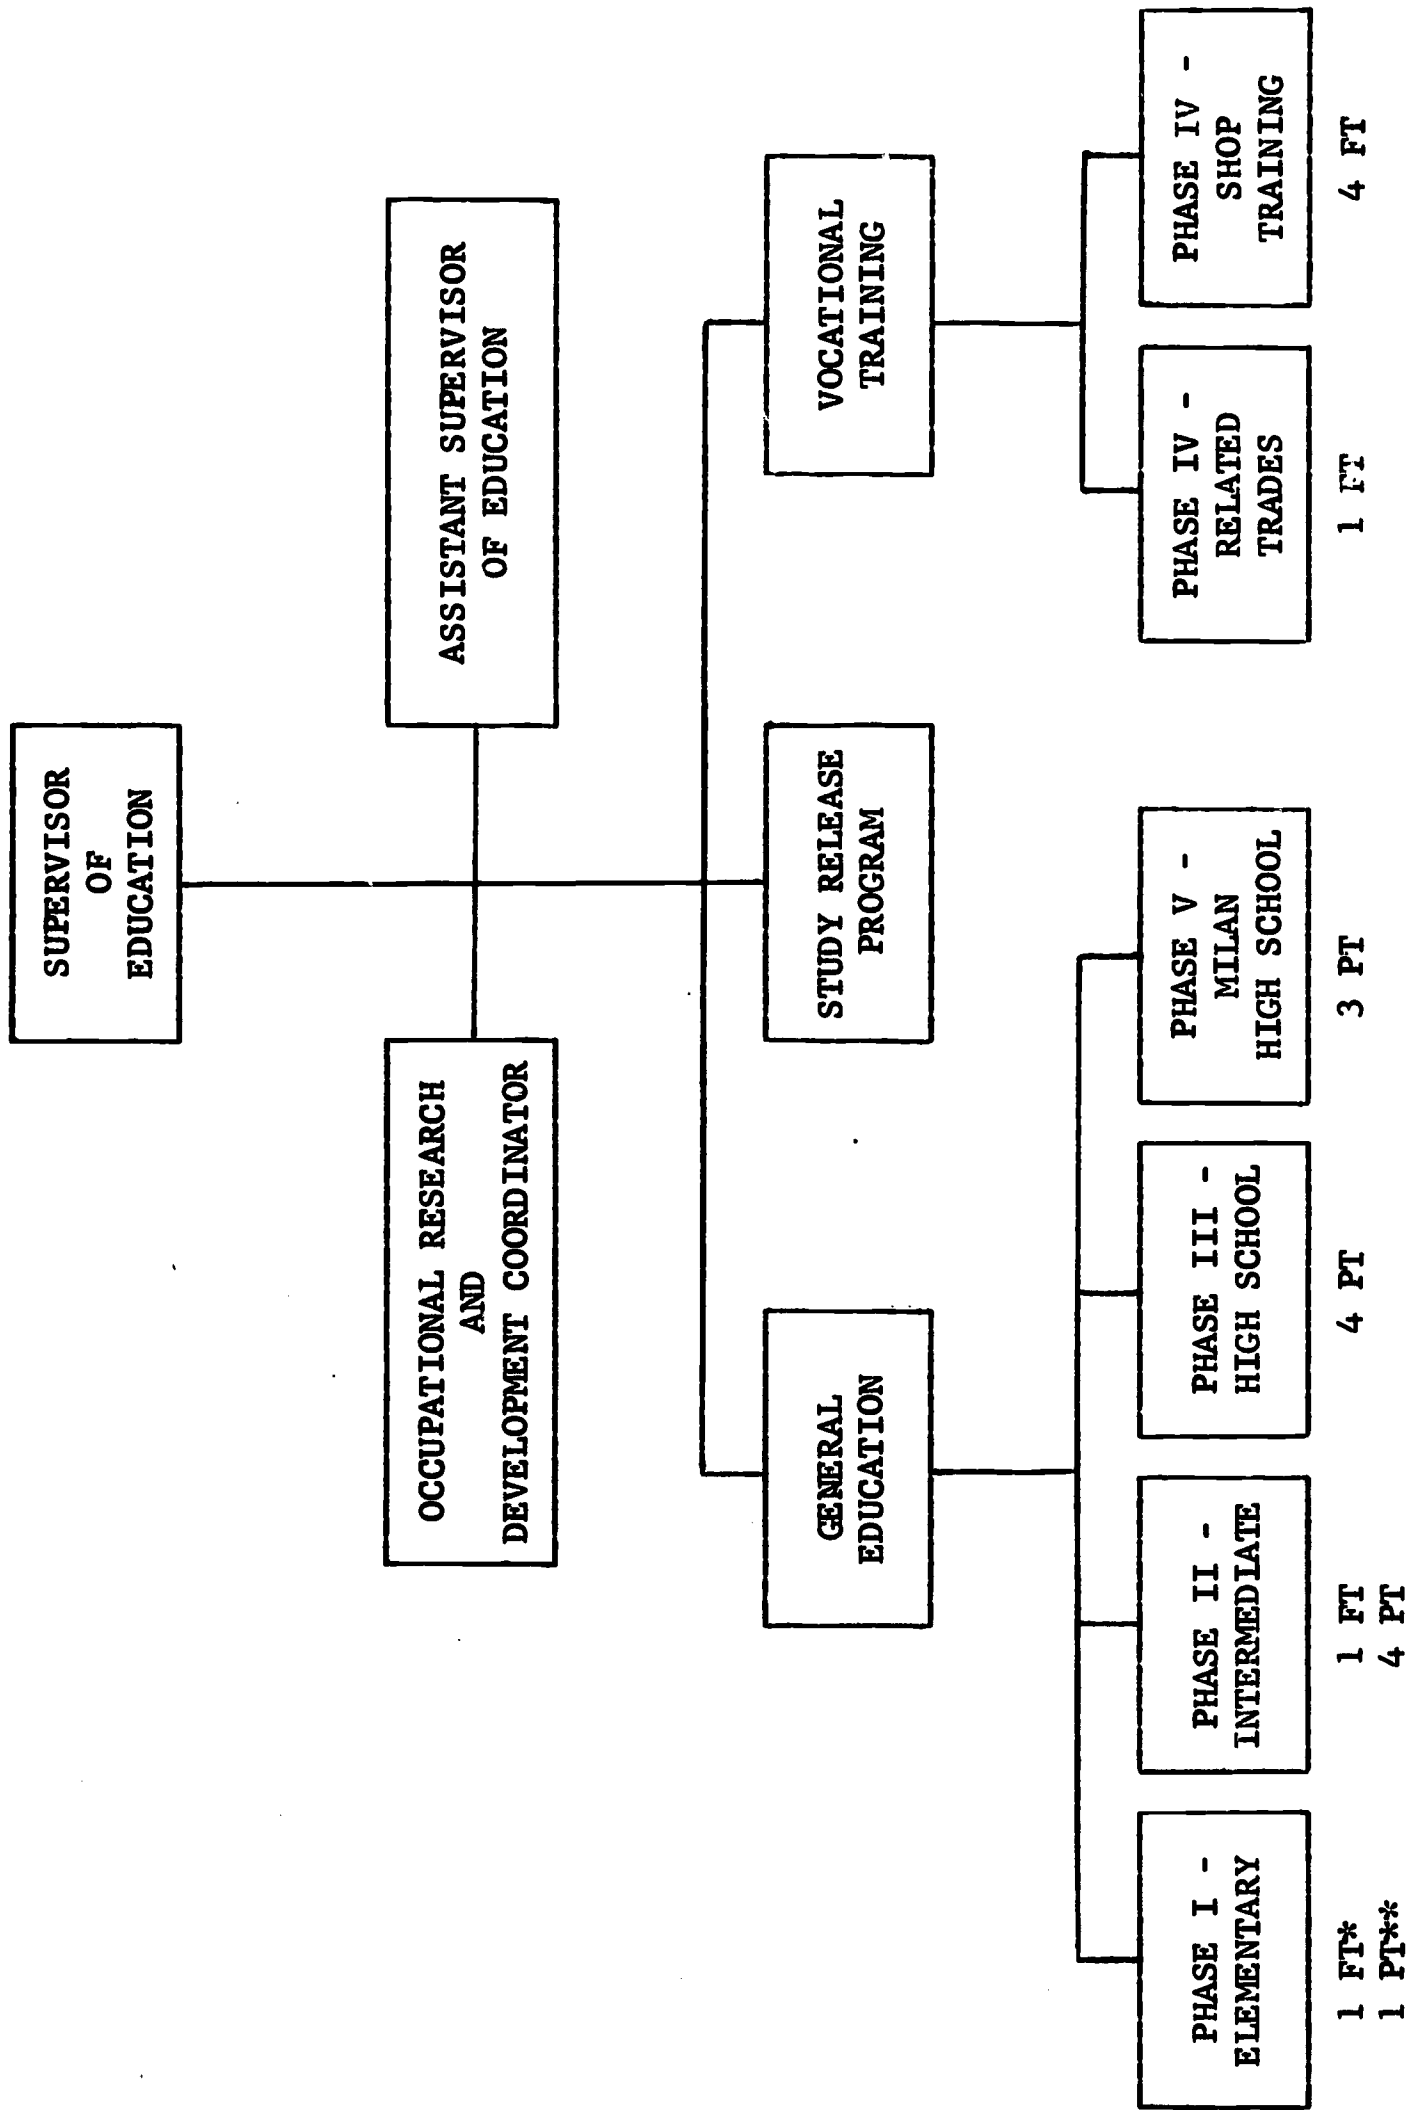 SUPERVISOR
OF
EDUCATION
OCCUPATIONAL RESEARCH
AND
DEVELOPMENT COORDINATOR
ASSISTANT SUPERVISOR
OF EDUCATION
GENERAL
EDUCATION
STUDY RELEASE
PROGRAM
VOCATIONAL
TRAINING
PHASE I -
ELEMENTARY
1 FT*
1 PT**
PHASE II -
INTERMEDIATE
1 FT
4 PT
PHASE III -
HIGH SCHOOL
4 PT
PHASE V -
MILAN
HIGH SCHOOL
3 PT
PHASE IV -
RELATED
TRADES
1 FT
PHASE IV -
SHOP
TRAINING
4 FT